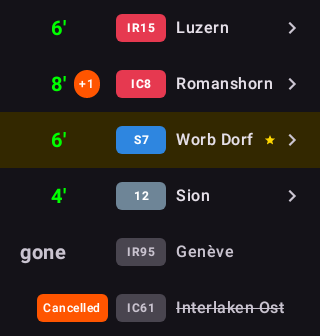 6' IR15 Luzern
8' +1 IC8 Romanshorn
6' S7 Worb Dorf
4' 12 Sion
gone IR95 Genève
Cancelled IC61 Interlaken Ost